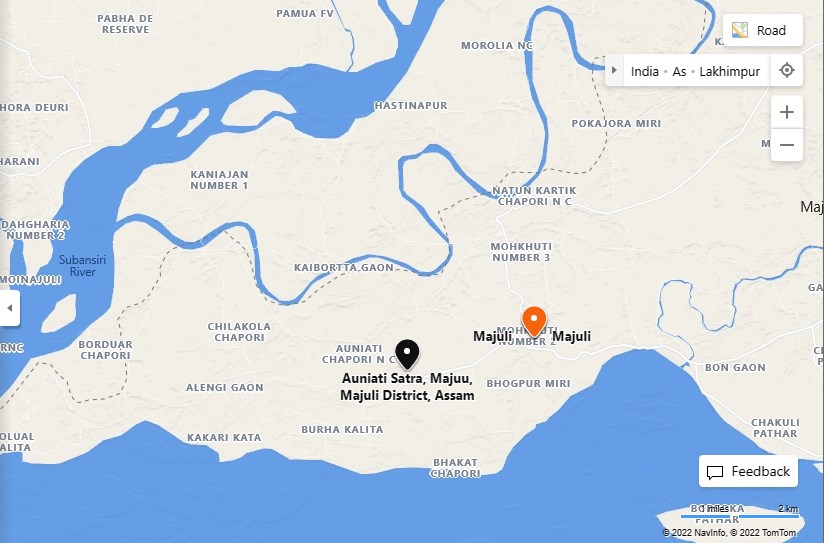 PABHA DE
RESERVE
PAMUA FV
Road
MOROLIA NC
India • As • Lakhimpur
HORA DEURI
HASTINAPUR
POKAJORA MIRI
HARANI
KANIAJAN
NUMBER 1
NATUN KARTIK
CHAPORI N C
Maj
DAHGHARIA
NUMBER 2
MOHKHUTI
NUMBER 3
Subansiri
River
KAIBORTTA GAON
MOINAJULI
GA
CHILAKOLA
CHAPORI
MOHKHUTI
NUMBER 2
Majuli
Majuli
RNC
BORDUAR
CHAPORI
AUNIATI
CHAPORI N C
BON GAON
Auniati Satra, Majuu,
Majuli District, Assam
ALENGI GAON
BHOGPUR MIRI
BURHA KALITA
CHAKULI
PATHAR
OLUAL
ALITA
KAKARI KATA
BHAKAT
CHAPORI
Feedback
PATHAR
1 miles
2 km
© 2022 NavInfo, © 2022 TomTom